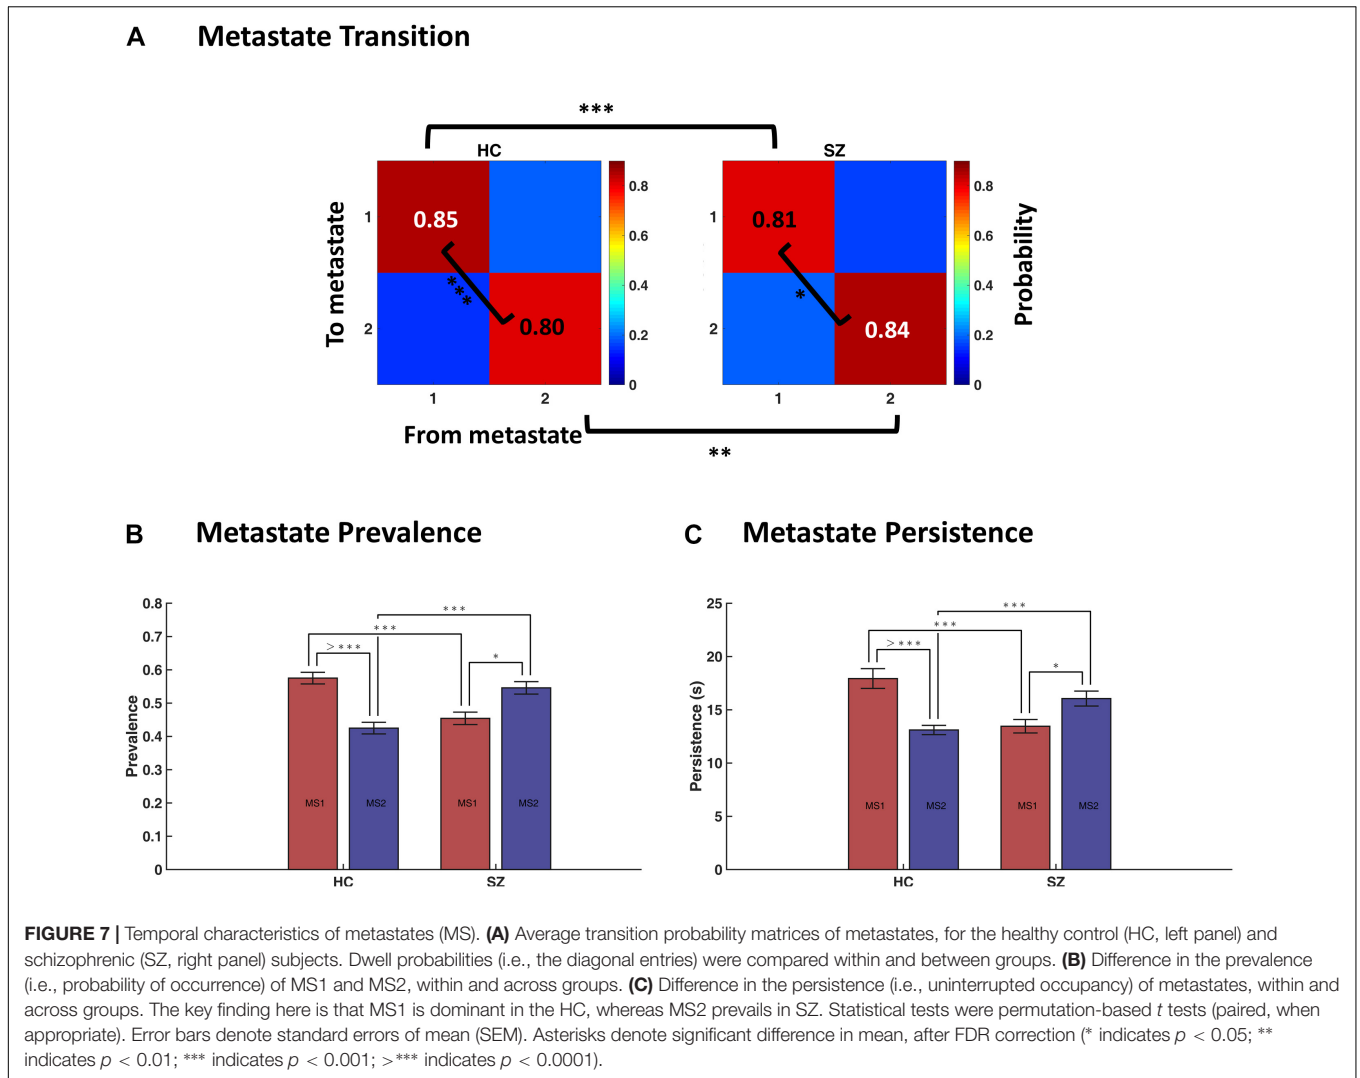 A Metastate Transition
***
HC
SZ
To metastate
1
2
0.85
***
0.80
1 2
0.8
0.6
0.4
0.2
0
1
2
0.81
*
0.84
1 2
0.8
0.6
0.4
0.2
0
Probability
From metastate
**
B Metastate Prevalence
Prevalence
0.8
0.7
0.6
0.5
0.4
0.3
0.2
0.1
0
***
***
>***
*
MS1 MS2 MS1 MS2
HC SZ
C Metastate Persistence
Persistence (s)
25
20
15
10
5
0
***
***
>***
*
MS1 MS2 MS1 MS2
HC SZ
FIGURE 7 | Temporal characteristics of metastates (MS). (A) Average transition probability matrices of metastates, for the healthy control (HC, left panel) and
schizophrenic (SZ, right panel) subjects. Dwell probabilities (i.e., the diagonal entries) were compared within and between groups. (B) Difference in the prevalence
(i.e., probability of occurrence) of MS1 and MS2, within and across groups. (C) Difference in the persistence (i.e., uninterrupted occupancy) of metastates, within and
across groups. The key finding here is that MS1 is dominant in the HC, whereas MS2 prevails in SZ. Statistical tests were permutation-based t tests (paired, when
appropriate). Error bars denote standard errors of mean (SEM). Asterisks denote significant difference in mean, after FDR correction (* indicates p < 0.05; **
indicates p < 0.01; *** indicates p < 0.001; >*** indicates p < 0.0001).